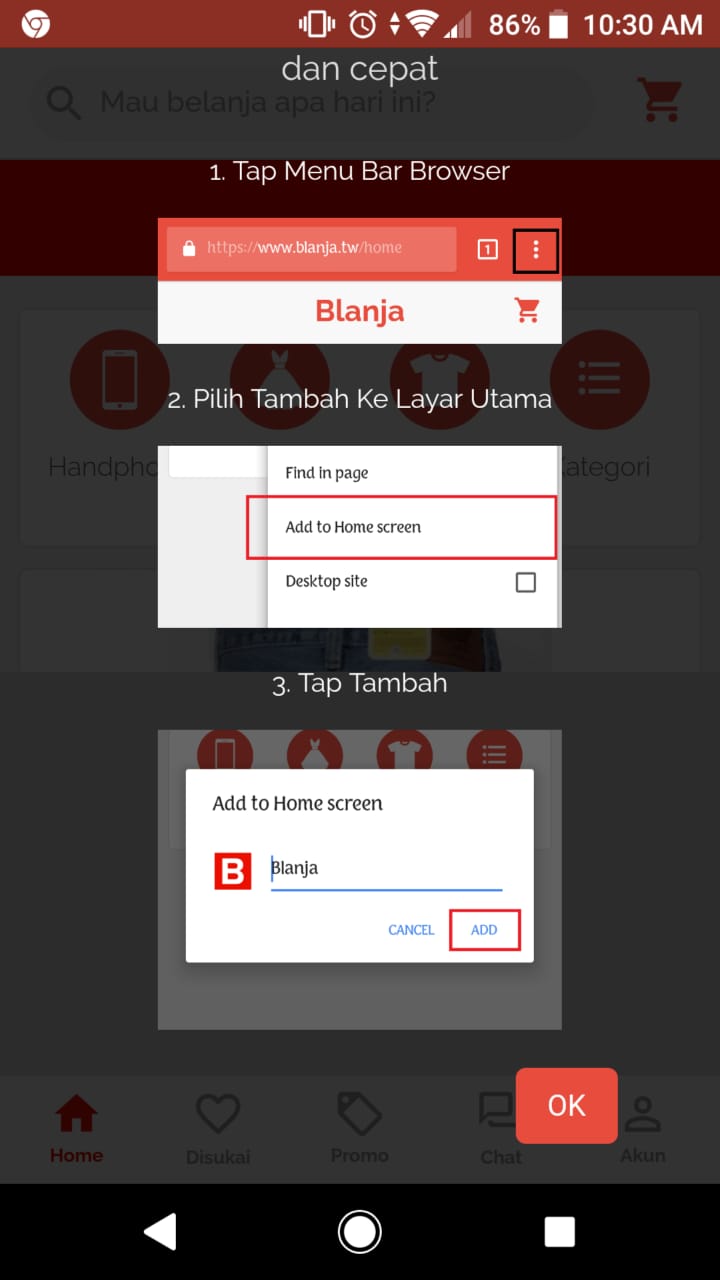 86% 10:30 AM
dan cepat
Mau belanja apa hari ini?
1. Tap Menu Bar Browser
https://www.blanja.tw/home
1
Blanja
2. Pilih Tambah Ke Layar Utama
Find in page
Add to Home screen
Desktop site
3. Tap Tambah
Add to Home screen
B
Blanja
CANCEL
ADD
OK
Home
Disukai
Promo
Chat
Akun